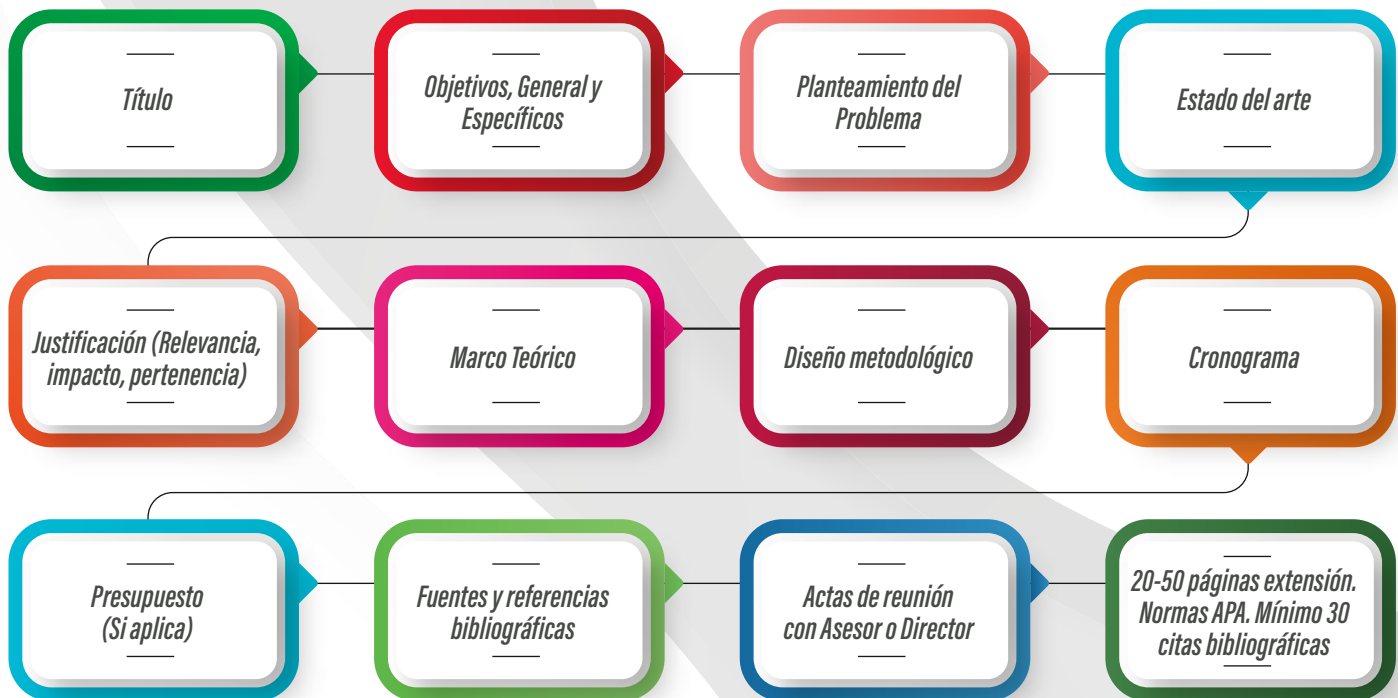 Título
Objetivos, General y
Específicos
Planteamiento del
Problema
Estado del arte
Justificación (Relevancia,
impacto, pertenencia)
Marco Teórico
Diseño metodológico
Cronograma
Presupuesto
(Si aplica)
Fuentes y referencias
bibliográficas
Actas de reunión
con Asesor o Director
20-50 páginas extensión.
Normas APA. Mínimo 30
citas bibliográficas